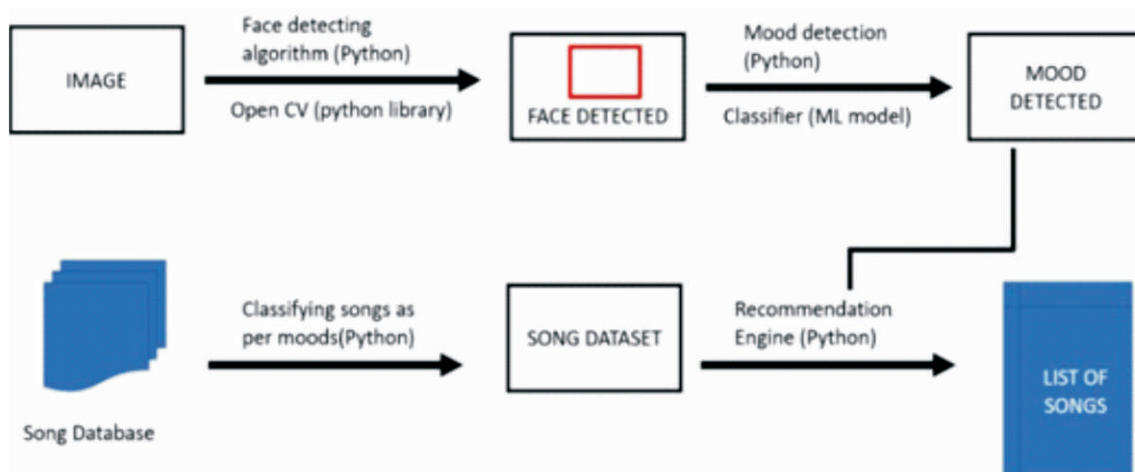 Face detecting
algorithm (Python)
IMAGE
Open CV (python library)
FACE DETECTED
Mood detection
(Python)
Classifier (ML model)
MOOD
DETECTED
Classifying songs as
per moods(Python)
Song Database
SONG DATASET
Recommendation
Engine (Python)
LIST OF
SONGS